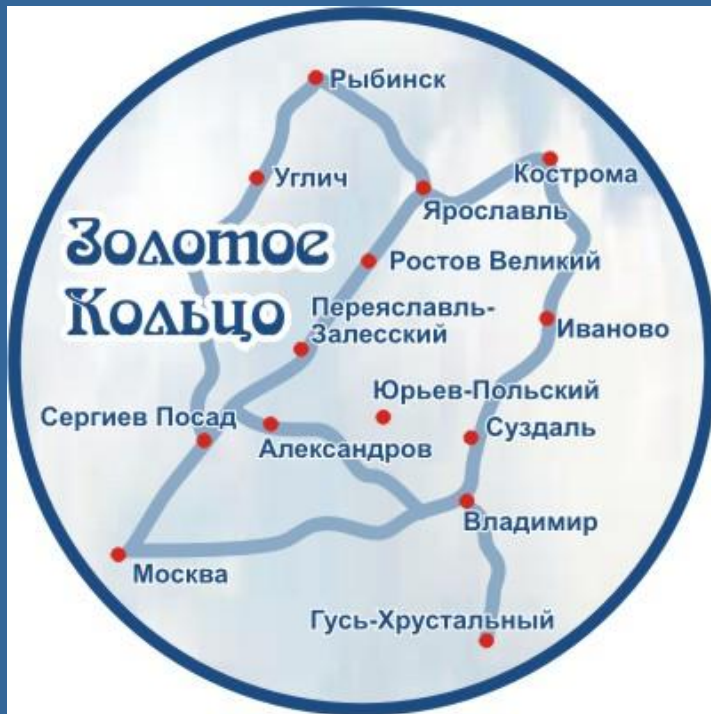 Рыбинск
Углич
Кострома
Ярославль
Золотое
Кольцо
Ростов Великий
Переяславль-
Залесский
Иваново
Юрьев-Польский
Сергиев Посад
Александров
Суздаль
Владимир
Москва
Гусь-Хрустальный